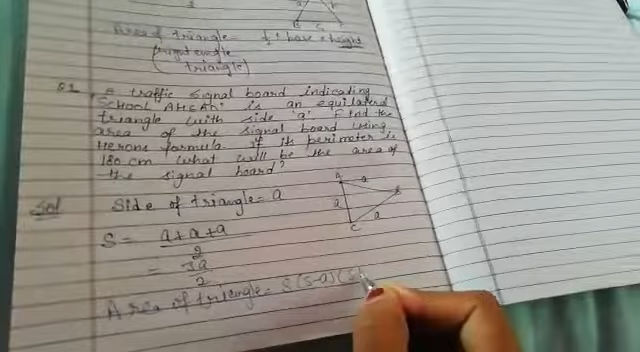 a
B C
Area of triangle = ½ × base × height
(right angle
triangle)
Q1. A traffic signal board indicating
'SCHOOL AHEAD' is an equilateral
triangle with side 'a'. Find the
area of the signal board using
Herons formula. If its perimeter is
180 cm what will be the area of
the signal board?
Sol Side of triangle = a
A a B
a a
C
S = a+a+a
2
= 3a
2
Area of triangle = S(S-a)(S